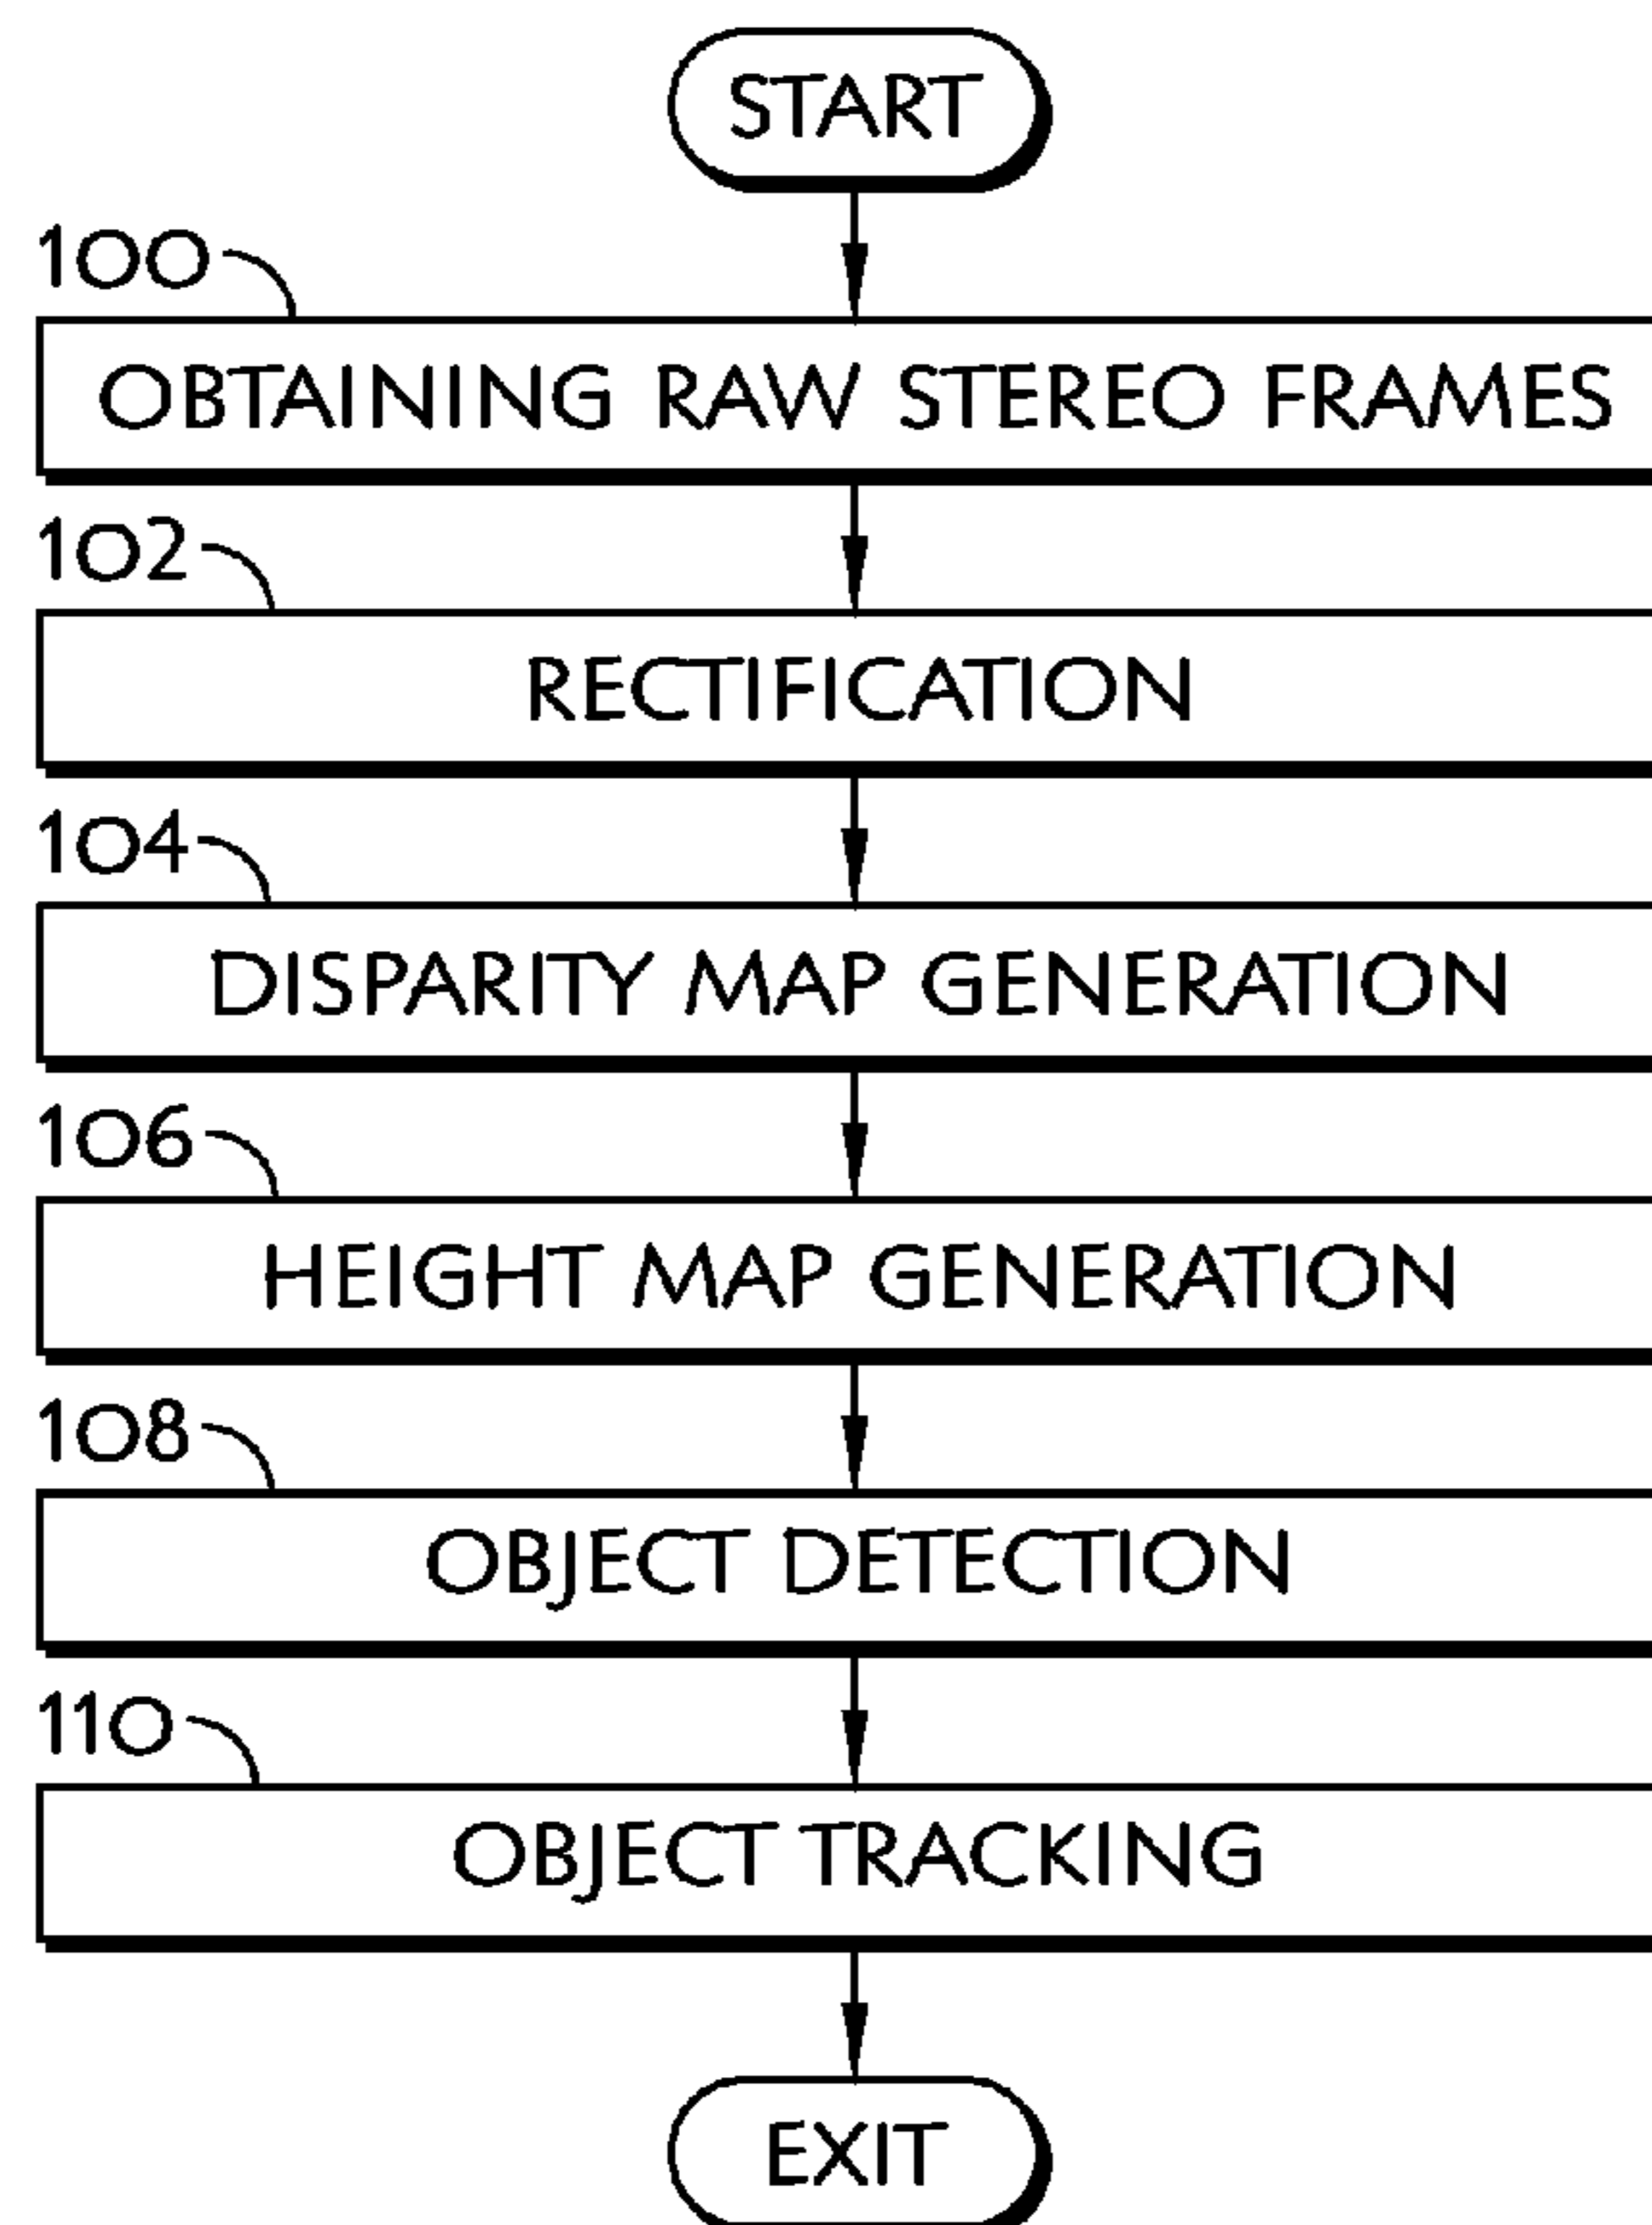 START
100
OBTAINING RAW STEREO FRAMES
102
RECTIFICATION
104
DISPARITY MAP GENERATION
106
HEIGHT MAP GENERATION
108
OBJECT DETECTION
110
OBJECT TRACKING
EXIT